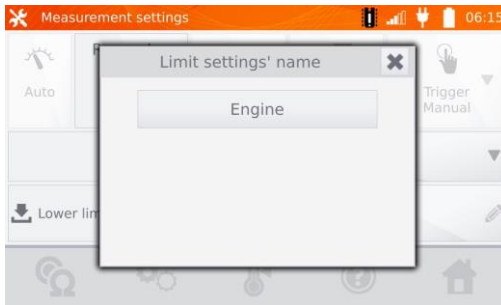 Measurement settings
06:15
Limit settings' name
Auto
Engine
Trigger
Manual
Lower lim